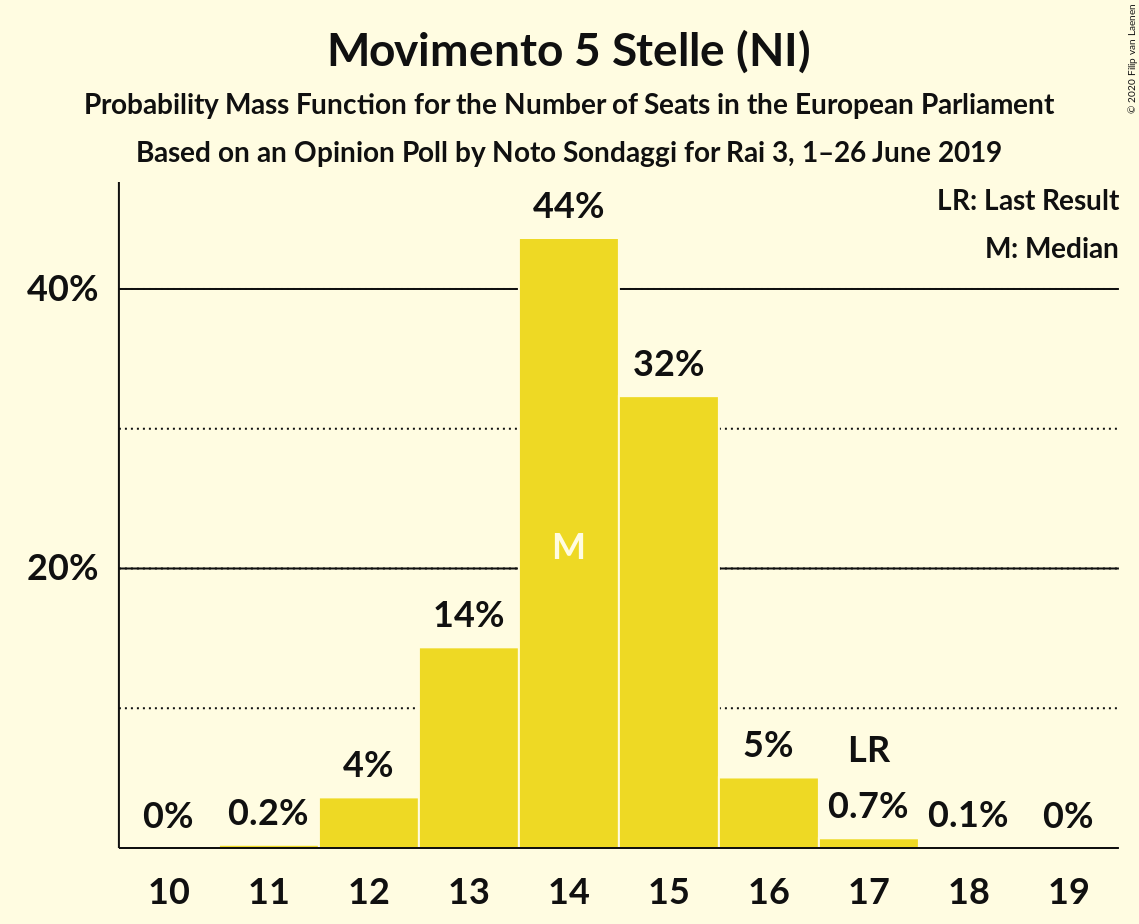 Movimento 5 Stelle (NI)
Probability Mass Function for the Number of Seats in the European Parliament
Based on an Opinion Poll by Noto Sondaggi for Rai 3, 1–26 June 2019
© 2020 Filip van Laenen
LR: Last Result
M: Median
40%
20%
0%
0.2%
4%
14%
44%
M
32%
5%
LR
0.7%
0.1%
0%
10 11 12 13 14 15 16 17 18 19